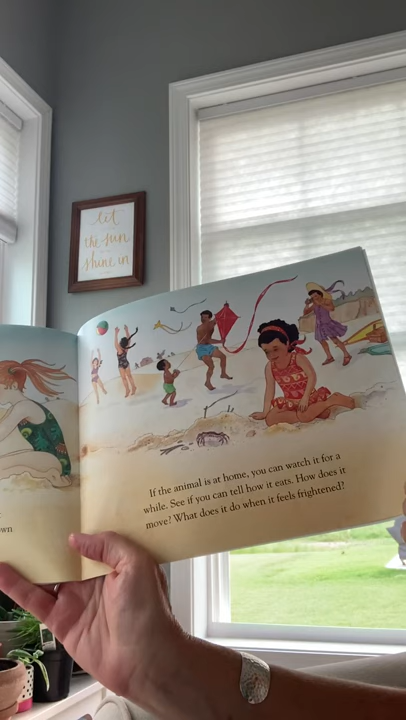 let
the sun
shine in
own
If the animal is at home, you can watch it for a
while. See if you can tell how it eats. How does it
move? What does it do when it feels frightened?